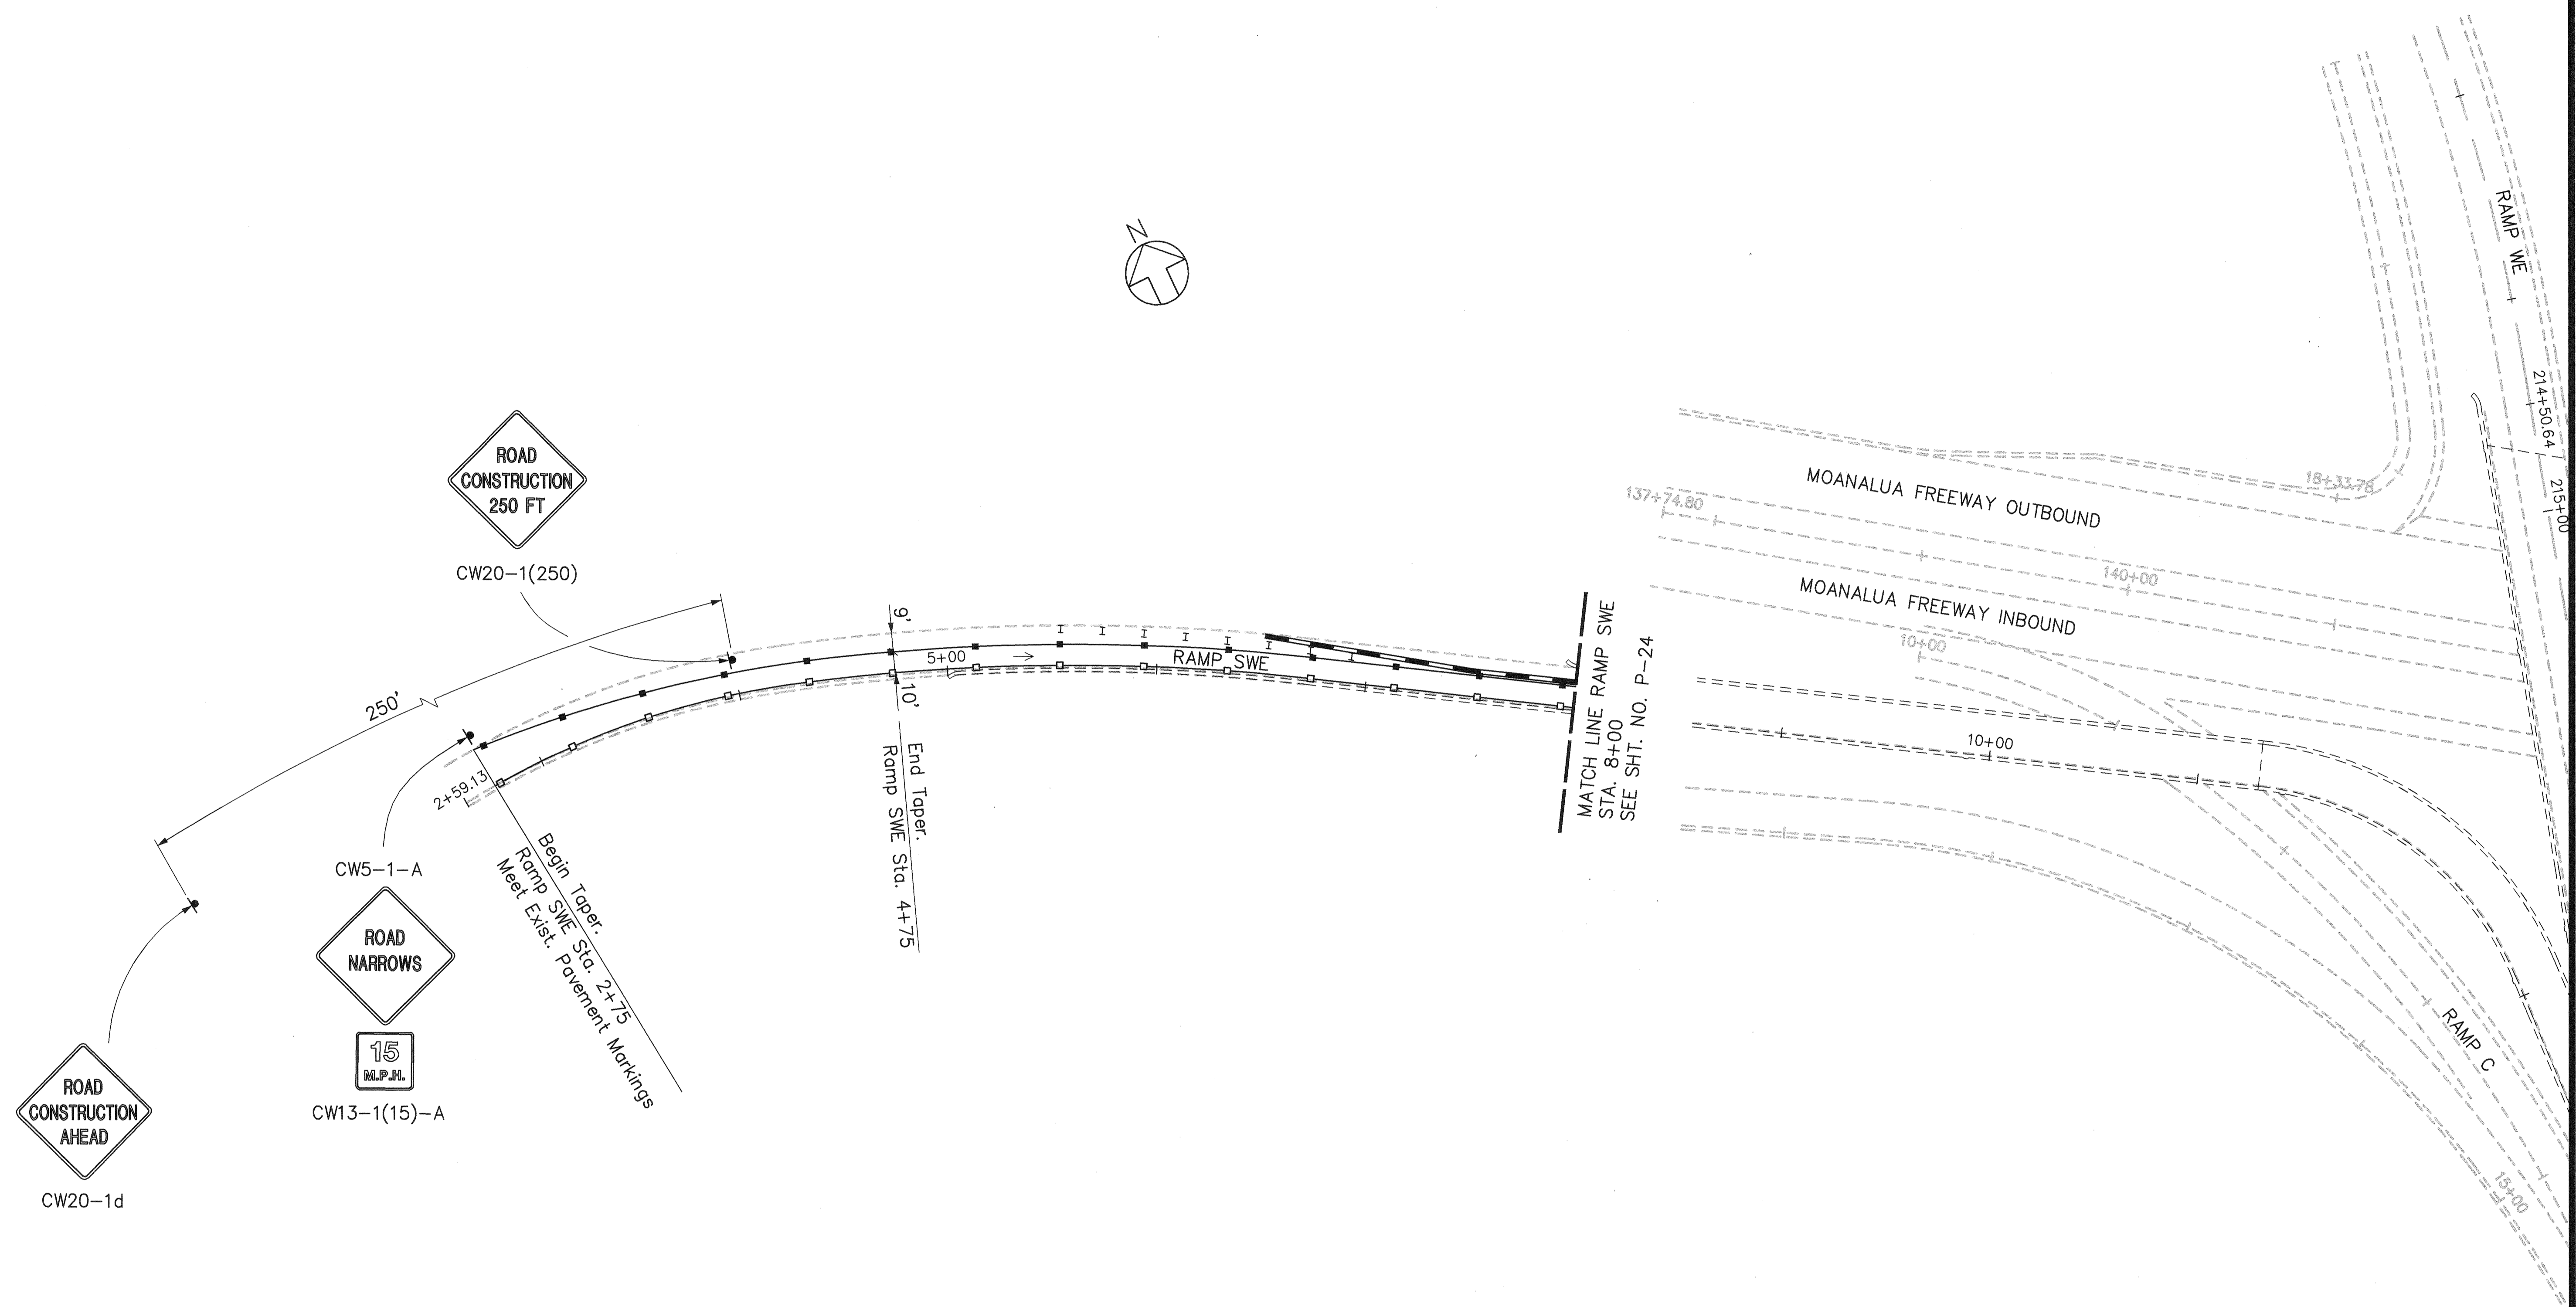 N
RAMP WE
214+50.64
215+00
ROAD
CONSTRUCTION
250 FT
CW20-1(250)
MOANALUA FREEWAY OUTBOUND
18+33.78
137+74.80
140+00
MOANALUA FREEWAY INBOUND
10+00
9'
5+00
RAMP SWE
10'
250'
2+59.13
MATCH LINE RAMP SWE
STA. 8+00
SEE SHT. NO. P-24
10+00
End Taper.
Ramp SWE Sta. 4+75
Begin Taper.
Ramp SWE Sta. 2+75
Meet Exist. Pavement Markings
CW5-1-A
ROAD
NARROWS
15
M.P.H.
CW13-1(15)-A
ROAD
CONSTRUCTION
AHEAD
CW20-1d
RAMP C
15+00